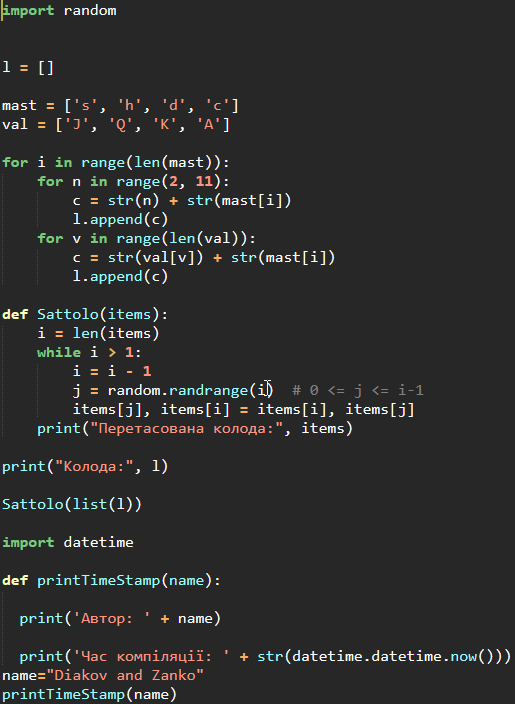 import random
l = []
mast = ['s', 'h', 'd', 'c']
val = ['J', 'Q', 'K', 'A']
for i in range(len(mast)):
    for n in range(2, 11):
        c = str(n) + str(mast[i])
        l.append(c)
    for v in range(len(val)):
        c = str(val[v]) + str(mast[i])
        l.append(c)
def Sattolo(items):
    i = len(items)
    while i > 1:
        i = i - 1
        j = random.randrange(i)  # 0 <= j <= i-1
        items[j], items[i] = items[i], items[j]
    print("Перетасована колода:", items)
print("Колода:", l)
Sattolo(list(l))
import datetime
def printTimeStamp(name):
  print('Автор: ' + name)
  print('Час компіляції: ' + str(datetime.datetime.now()))
name="Diakov and Zanko"
printTimeStamp(name)